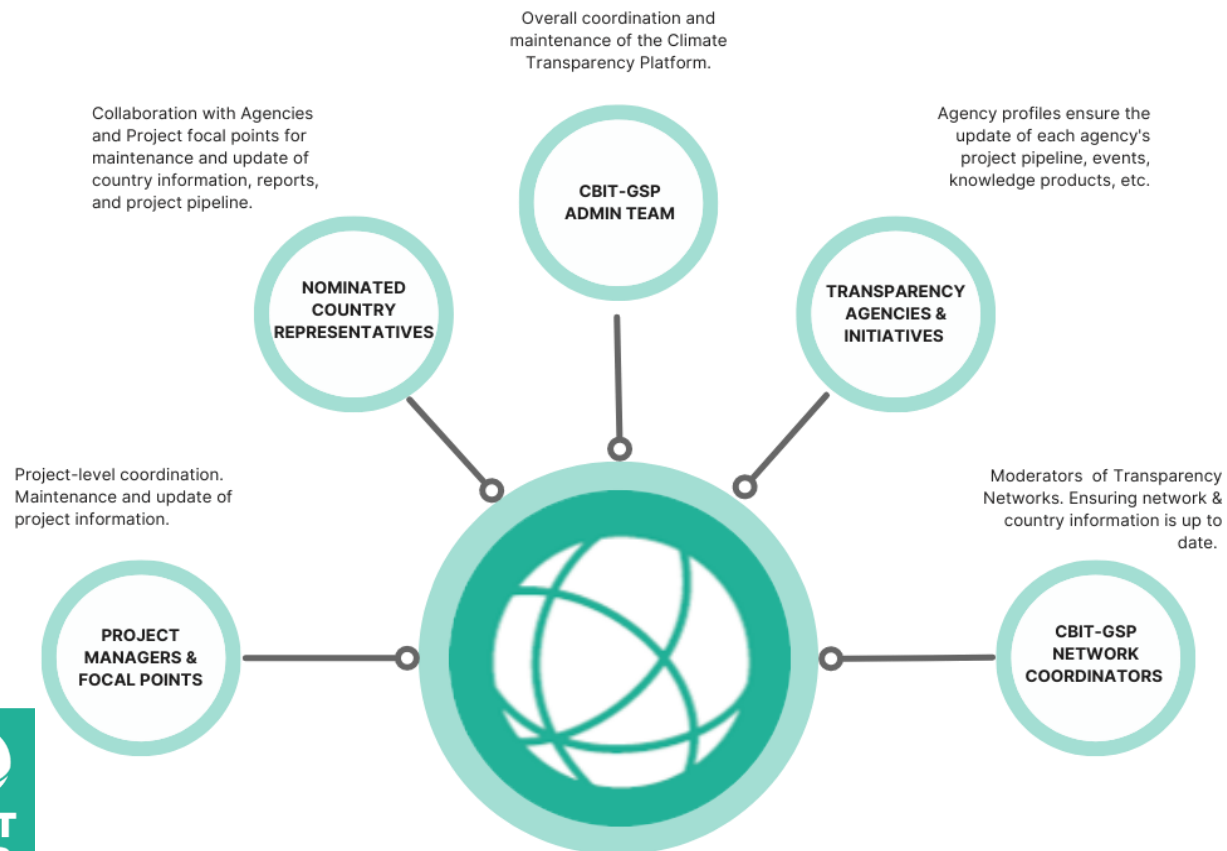 Overall coordination and
maintenance of the Climate
Transparency Platform.
Collaboration with Agencies
and Project focal points for
maintenance and update of
country information, reports,
and project pipeline.
Agency profiles ensure the
update of each agency's
project pipeline, events,
knowledge products, etc.
CBIT-GSP
ADMIN TEAM
NOMINATED
COUNTRY
REPRESENTATIVES
TRANSPARENCY
AGENCIES &
INITIATIVES
Project-level coordination.
Maintenance and update of
project information.
Moderators of Transparency
Networks. Ensuring network &
country information is up to
date.
PROJECT
MANAGERS &
FOCAL POINTS
CBIT-GSP
NETWORK
COORDINATORS